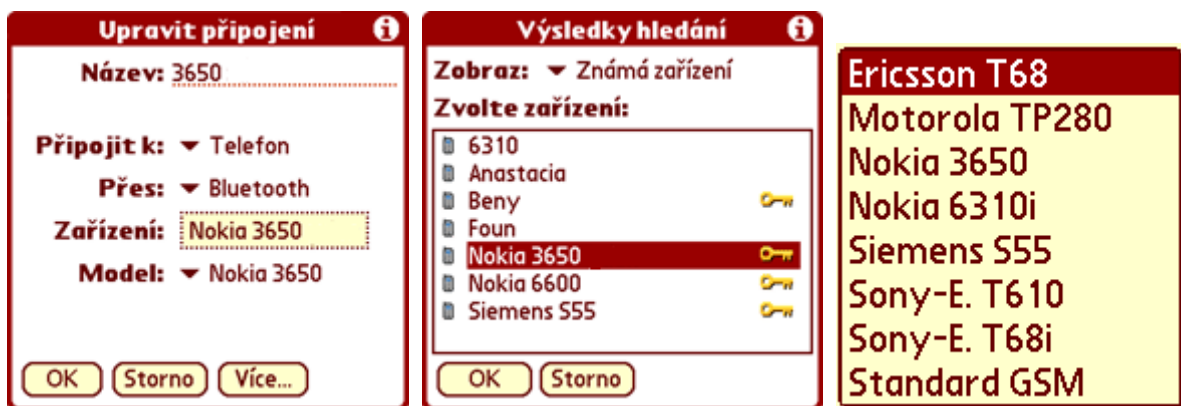 Upravit připojení
Název: 3650
Připojit k: Telefon
Přes: Bluetooth
Zařízení: Nokia 3650
Model: Nokia 3650
OK Storno Více...
Výsledky hledání
Zobraz: Známá zařízení
Zvolte zařízení:
6310
Anastacia
Beny
Foun
Nokia 3650
Nokia 6600
Siemens S55
OK Storno
Ericsson T68
Motorola TP280
Nokia 3650
Nokia 6310i
Siemens S55
Sony-E. T610
Sony-E. T68i
Standard GSM